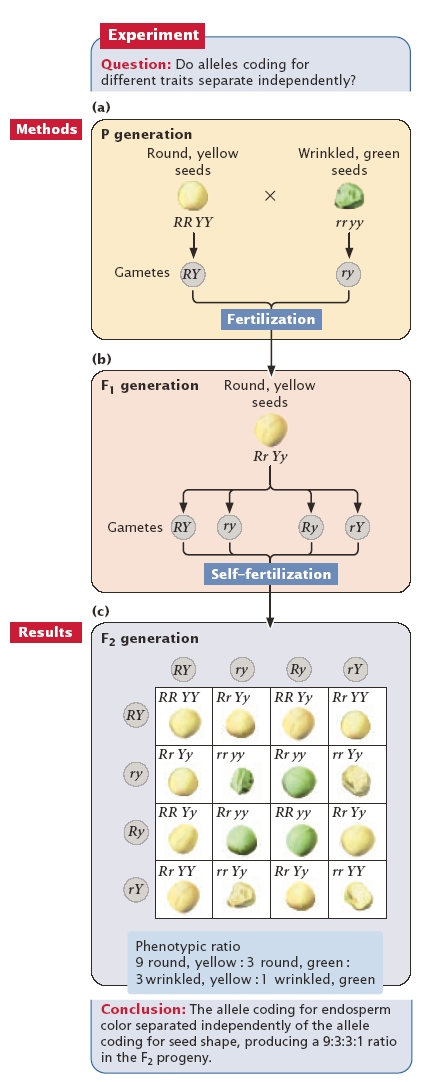 Experiment
Question: Do alleles coding for
different traits separate independently?
(a)
Methods
P generation
Round, yellow
seeds
Wrinkled, green
seeds
×
RR YY
rr yy
Gametes RY ry
Fertilization
(b)
F1 generation
Round, yellow
seeds
Rr Yy
Gametes RY ry Ry rY
Self–fertilization
(c)
Results
F2 generation
RY ry Ry rY
RR YY Rr Yy RR Yy Rr YY
RY
Rr Yy rr yy Rr yy rr Yy
ry
RR Yy Rr yy RR yy Rr Yy
Ry
Rr YY rr Yy Rr Yy rr YY
rY
Phenotypic ratio
9 round, yellow : 3 round, green :
3 wrinkled, yellow : 1 wrinkled, green
Conclusion: The allele coding for endosperm
color separated independently of the allele
coding for seed shape, producing a 9:3:3:1 ratio
in the F2 progeny.